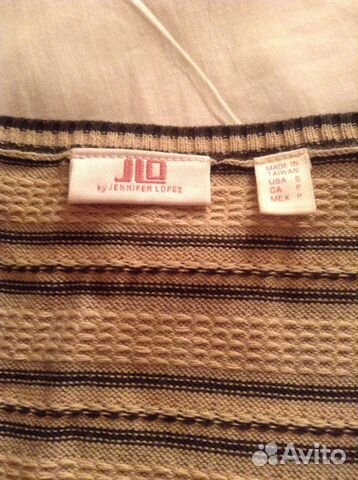 JLO
by JENNIFER LOPEZ
MADE IN
TAIWAN
USA S
CA P
MEX P
Avito